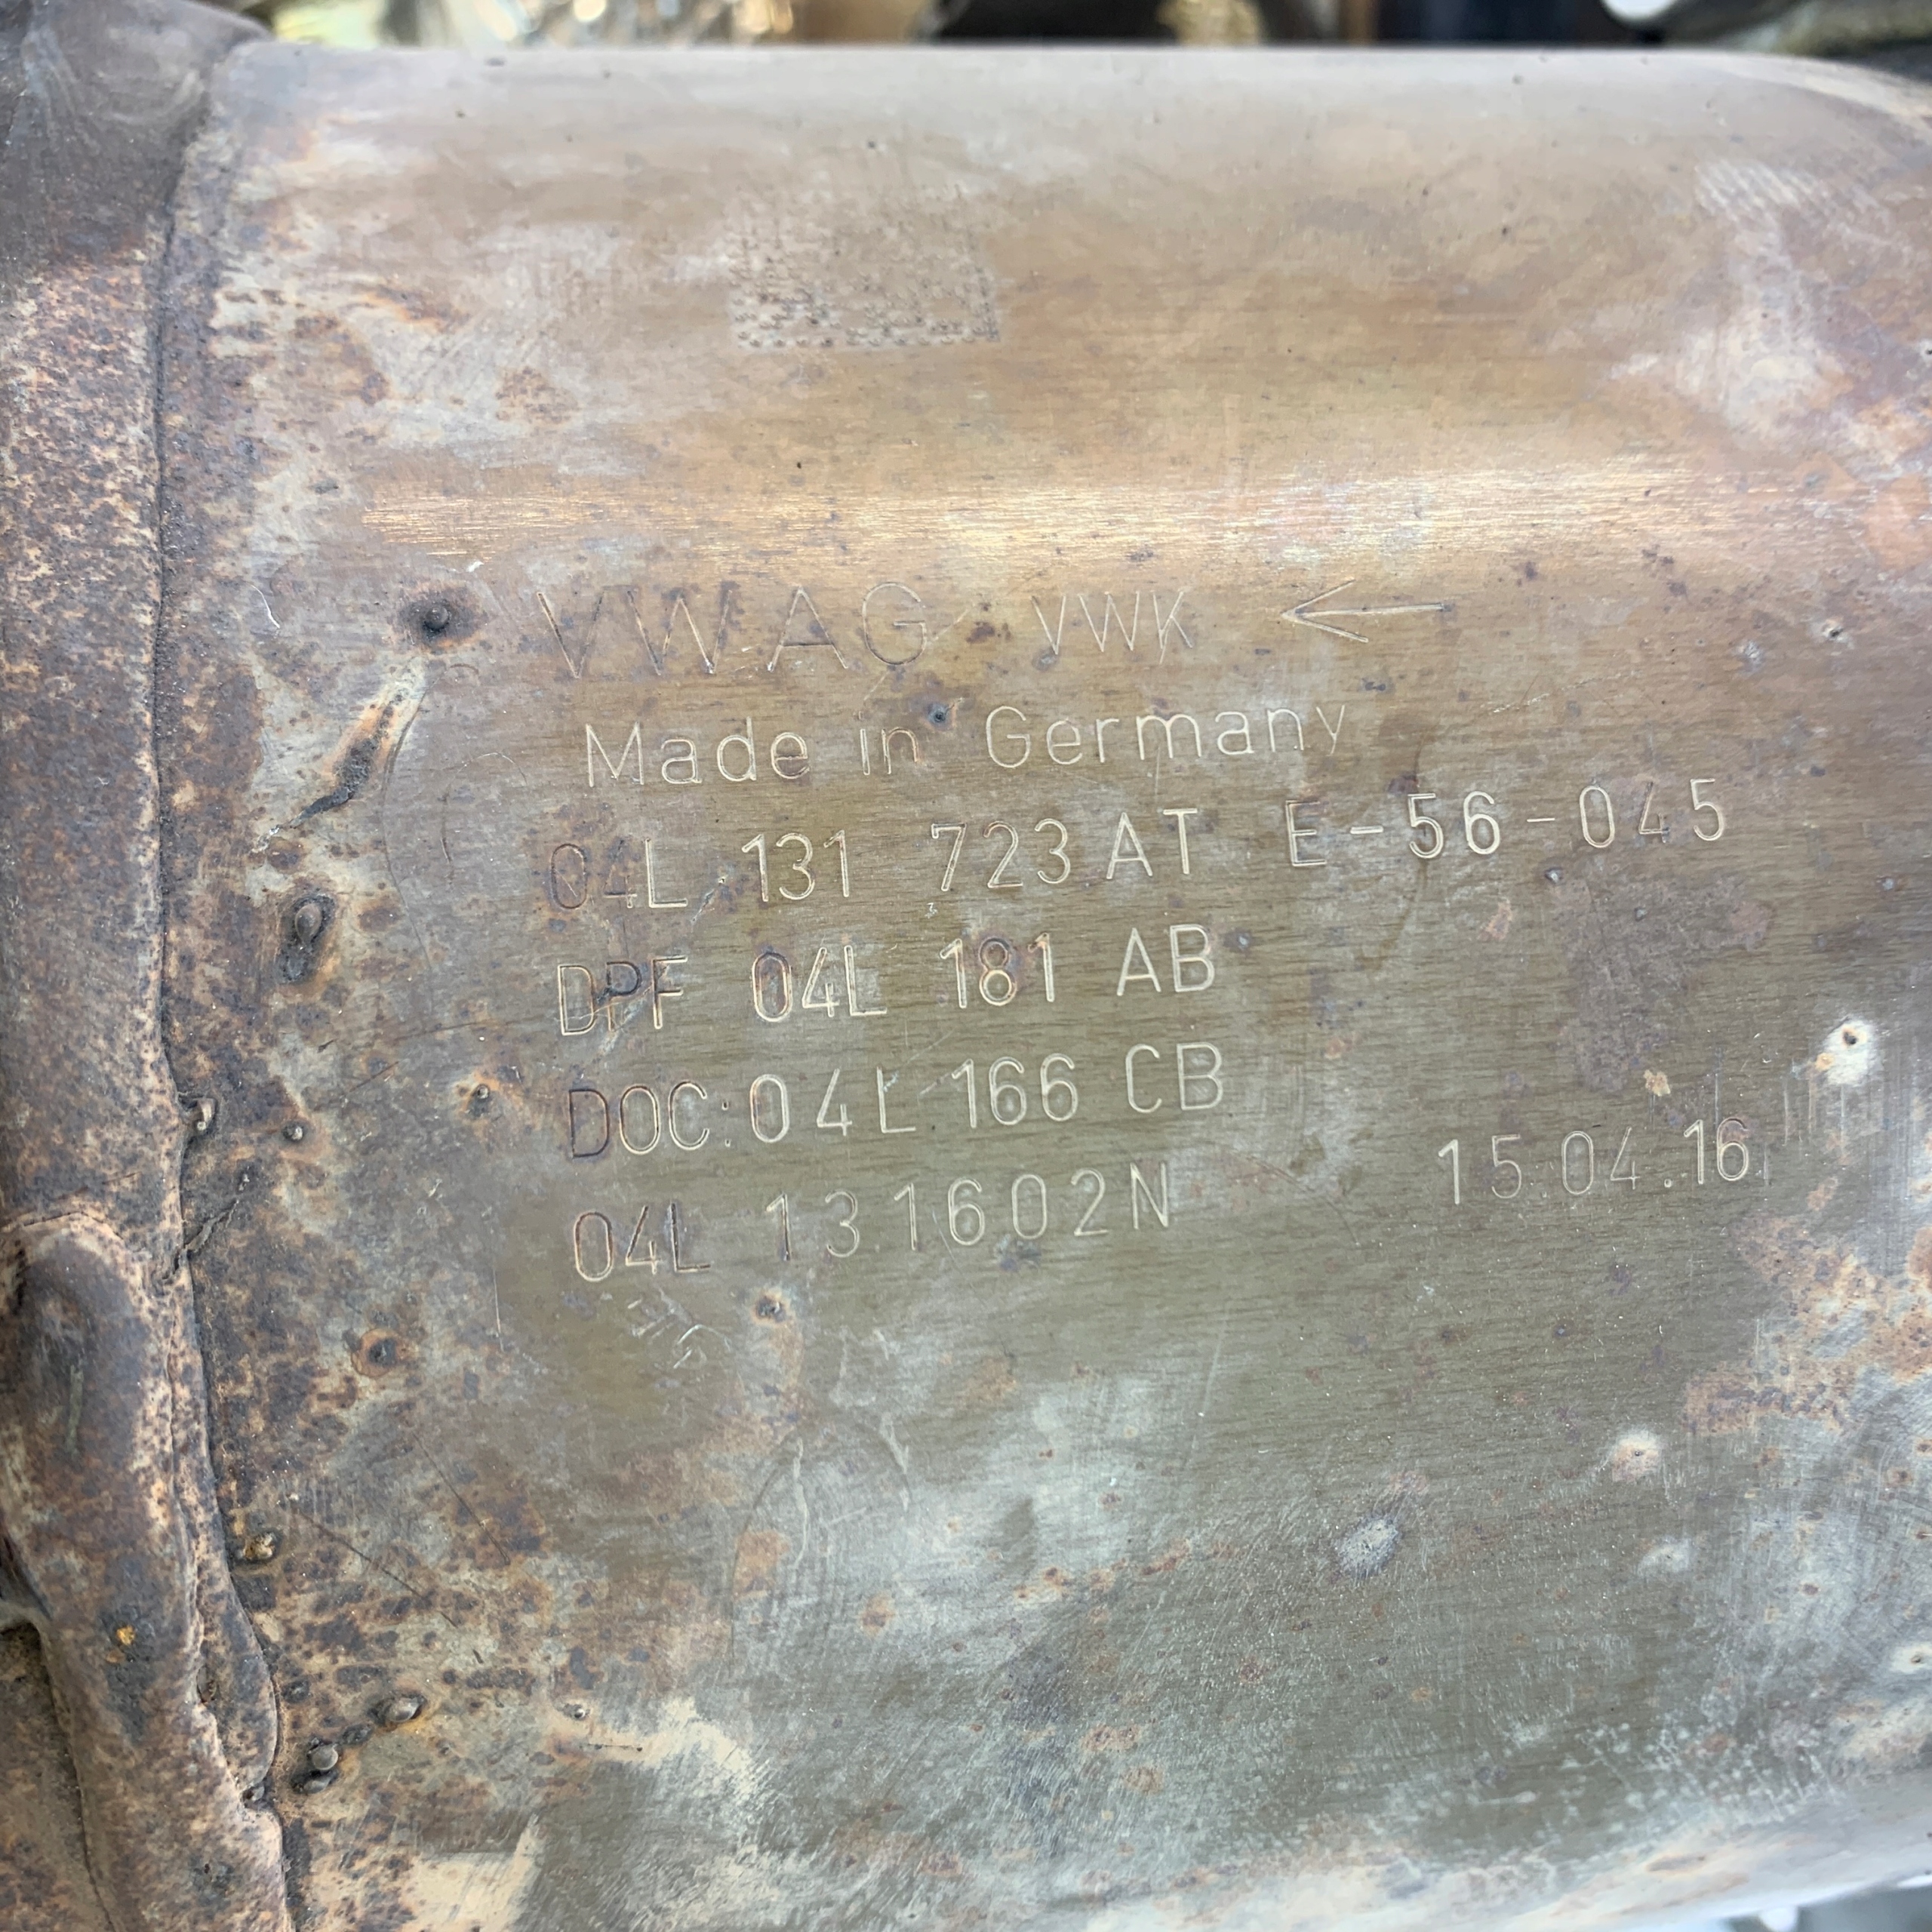 VWAG VWK ←
Made in Germany
04L 131 723 AT E-56-045
DPF 04L 181 AB
DOC:04L 166 CB
04L 131602N 15.04.16